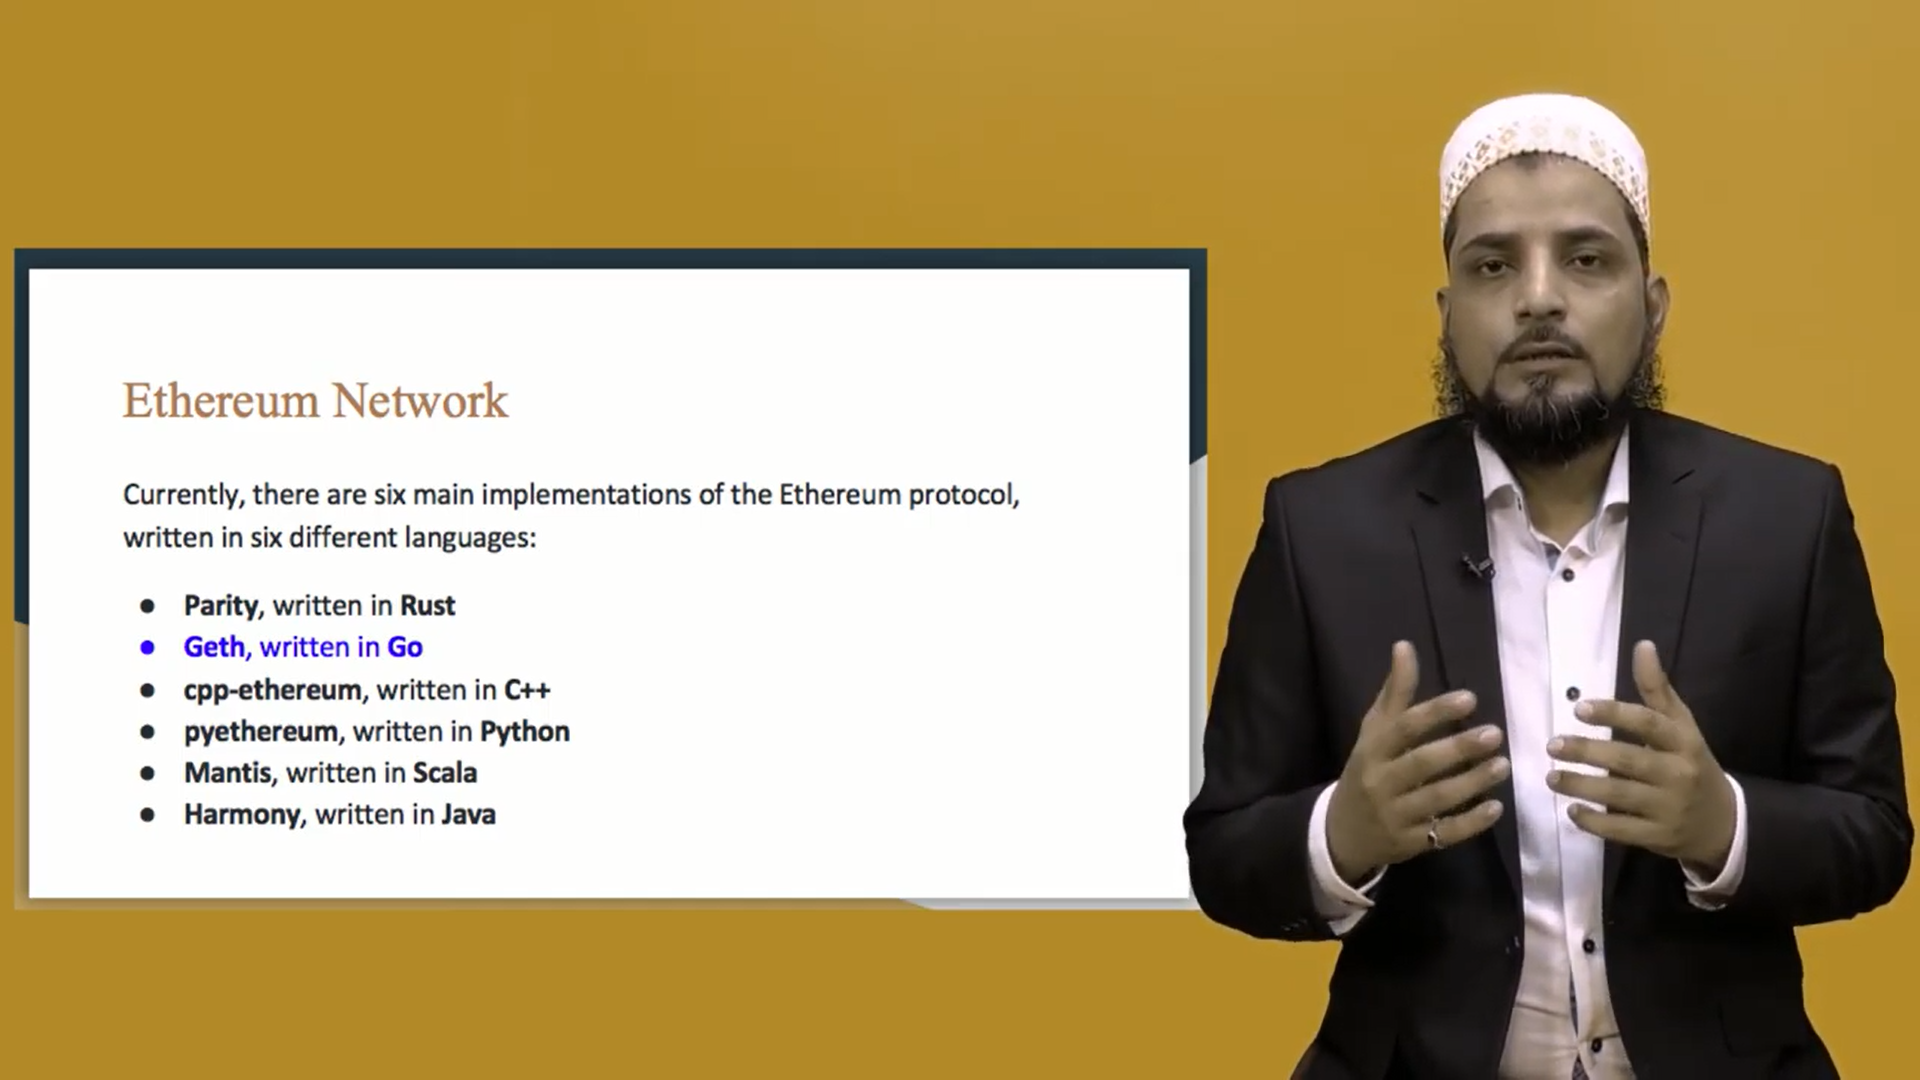 Ethereum Network
Currently, there are six main implementations of the Ethereum protocol,
written in six different languages:
● Parity, written in Rust
● Geth, written in Go
● cpp-ethereum, written in C++
● pyethereum, written in Python
● Mantis, written in Scala
● Harmony, written in Java